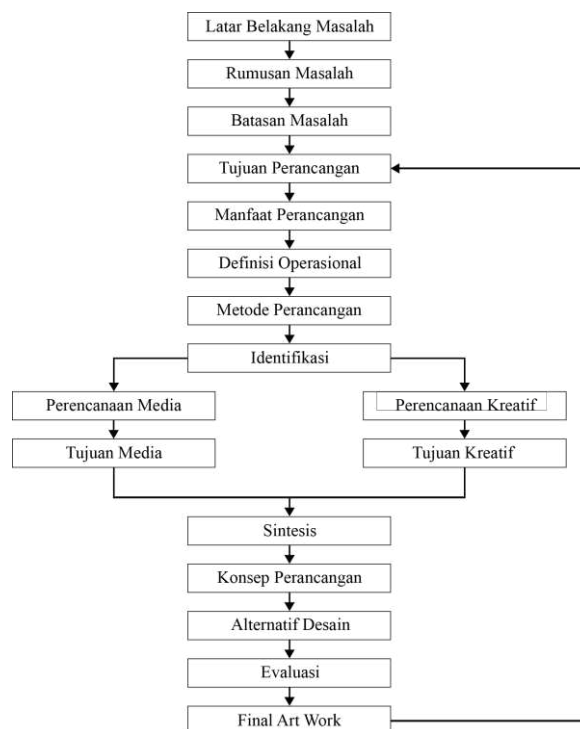 Latar Belakang Masalah
Rumusan Masalah
Batasan Masalah
Tujuan Perancangan
Manfaat Perancangan
Definisi Operasional
Metode Perancangan
Identifikasi
Perencanaan Media
Perencanaan Kreatif
Tujuan Media
Tujuan Kreatif
Sintesis
Konsep Perancangan
Alternatif Desain
Evaluasi
Final Art Work